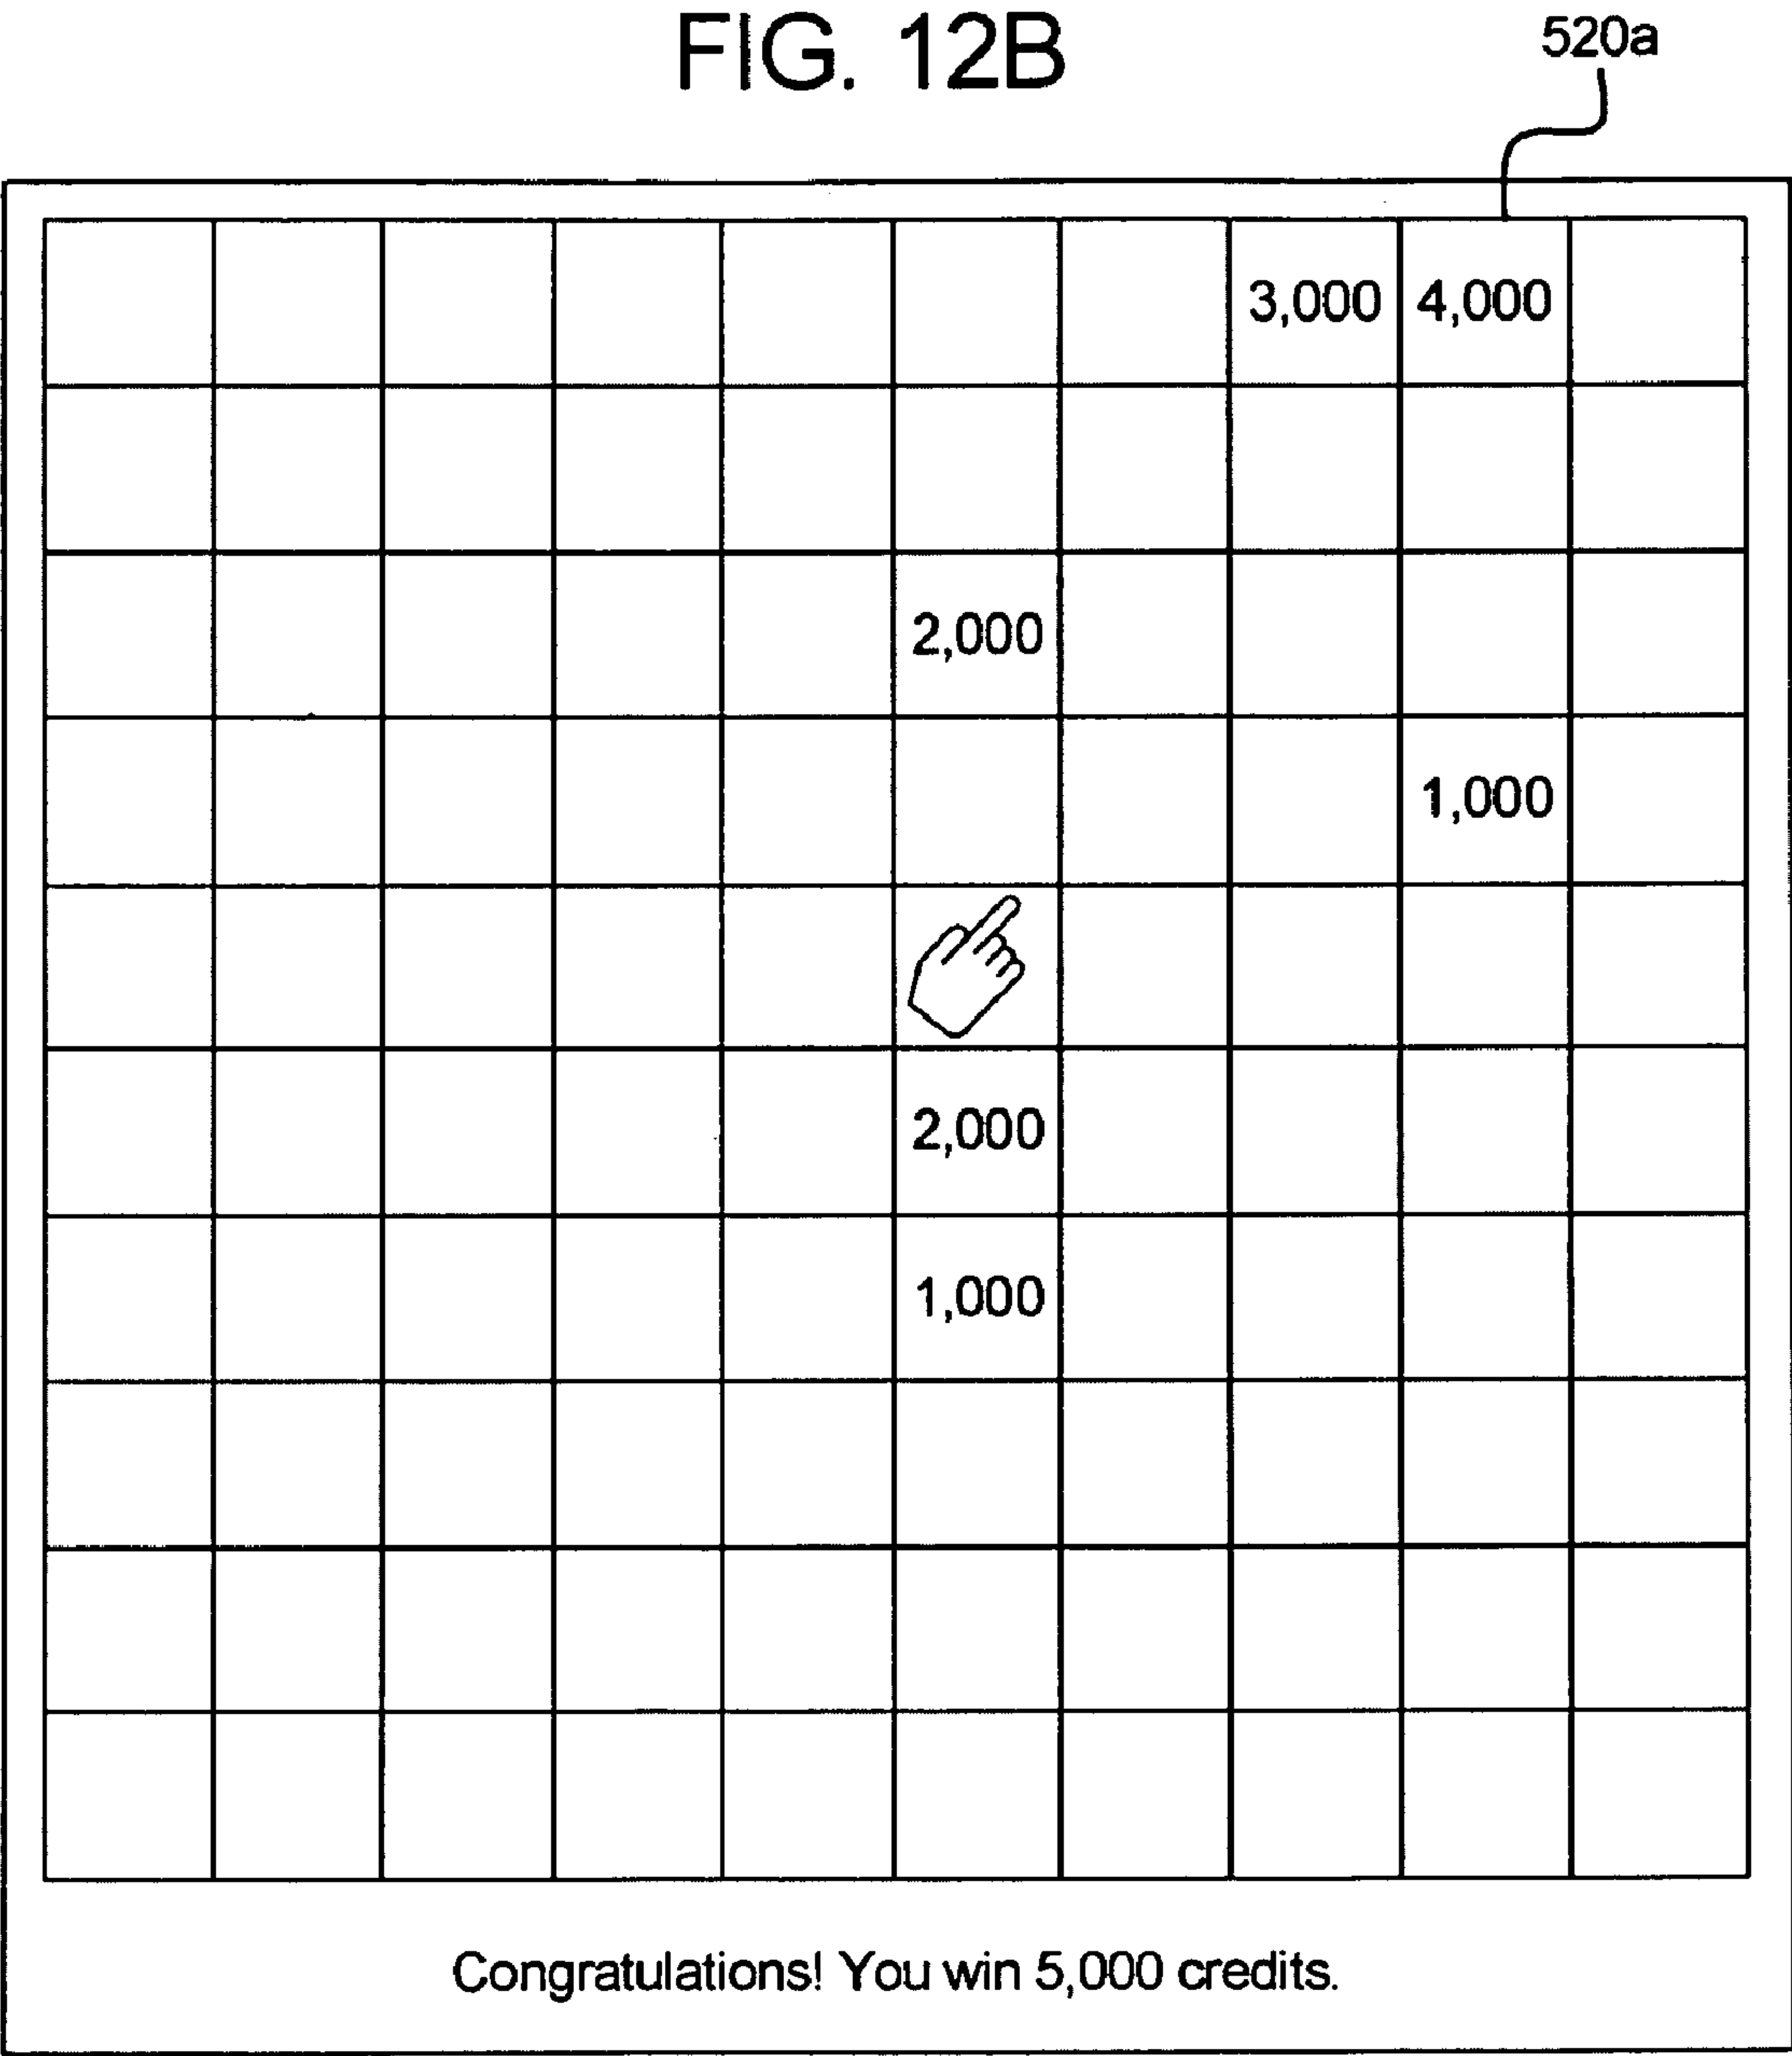 FIG. 12B
520a
3,000 4,000
2,000
1,000
2,000
1,000
Congratulations! You win 5,000 credits.